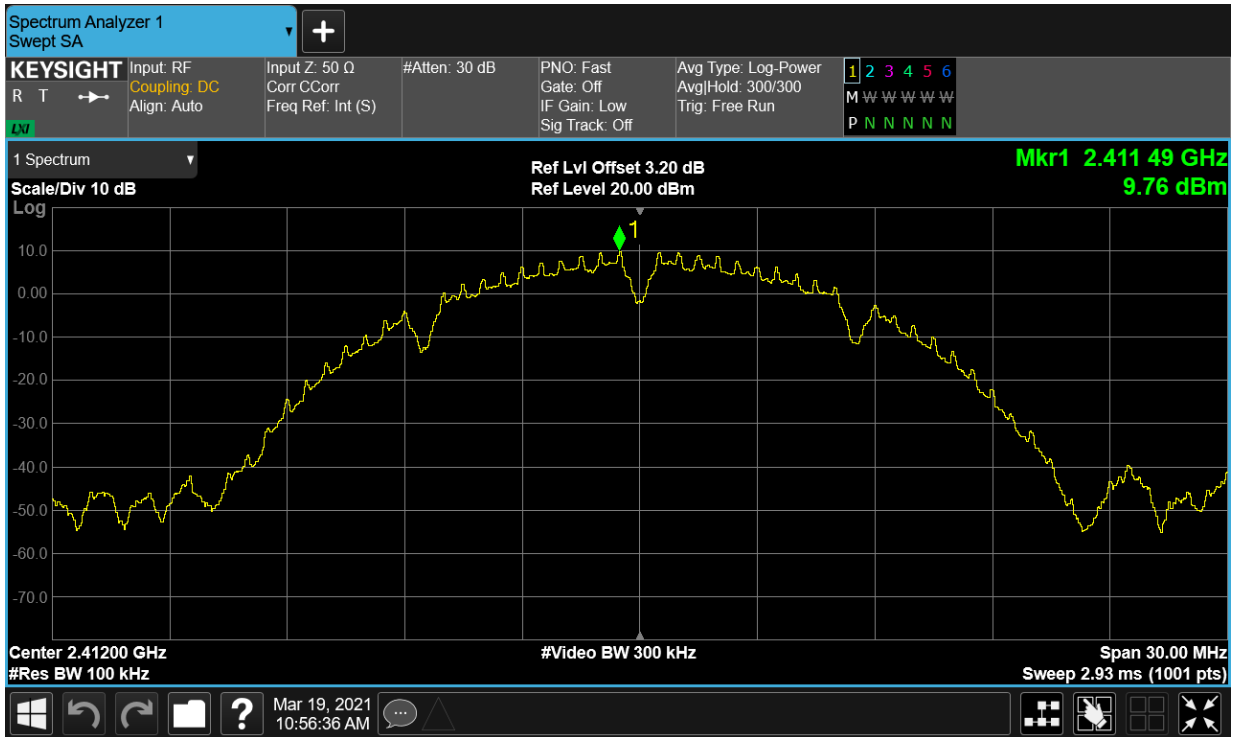 Spectrum Analyzer 1
Swept SA
+
KEYSIGHT
R T
LXI
Input: RF
Coupling: DC
Align: Auto
Input Z: 50 Ω
Corr CCorr
Freq Ref: Int (S)
#Atten: 30 dB
PNO: Fast
Gate: Off
IF Gain: Low
Sig Track: Off
Avg Type: Log-Power
Avg|Hold: 300/300
Trig: Free Run
1 2 3 4 5 6
M W W W W W
P N N N N N
1 Spectrum
Scale/Div 10 dB
Log
Ref Lvl Offset 3.20 dB
Ref Level 20.00 dBm
Mkr1 2.411 49 GHz
9.76 dBm
1
10.0
0.00
-10.0
-20.0
-30.0
-40.0
-50.0
-60.0
-70.0
Center 2.41200 GHz
#Res BW 100 kHz
#Video BW 300 kHz
Span 30.00 MHz
Sweep 2.93 ms (1001 pts)
?
Mar 19, 2021
10:56:36 AM